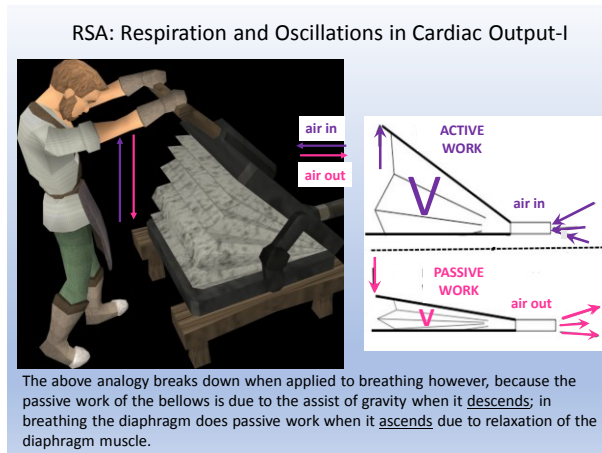 RSA: Respiration and Oscillations in Cardiac Output-I
air in
air out
ACTIVE
WORK
V
air in
PASSIVE
WORK
V
air out
The above analogy breaks down when applied to breathing however, because the
passive work of the bellows is due to the assist of gravity when it descends; in
breathing the diaphragm does passive work when it ascends due to relaxation of the
diaphragm muscle.